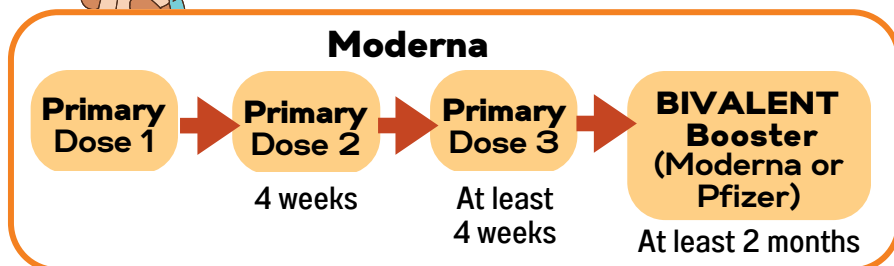 Moderna
Primary
Dose 1
Primary
Dose 2
4 weeks
Primary
Dose 3
At least
4 weeks
BIVALENT
Booster
(Moderna or
Pfizer)
At least 2 months